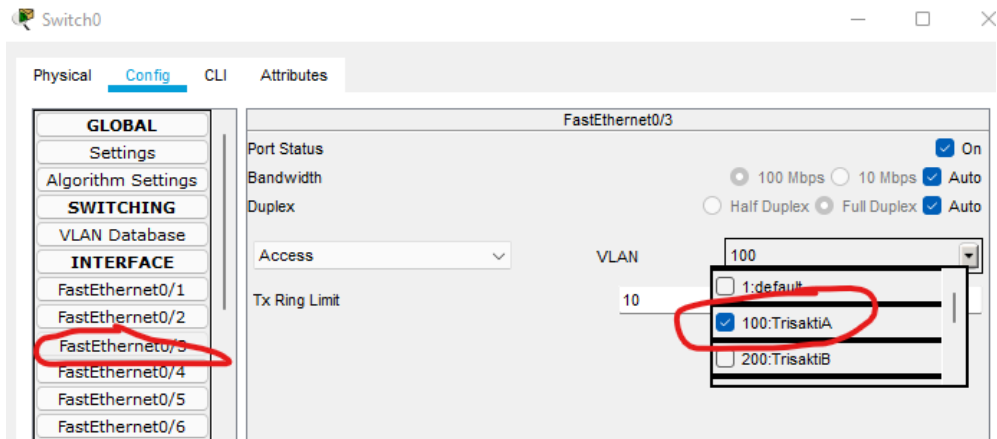 Switch0
Physical Config CLI Attributes
GLOBAL
Settings
Algorithm Settings
SWITCHING
VLAN Database
INTERFACE
FastEthernet0/1
FastEthernet0/2
FastEthernet0/3
FastEthernet0/4
FastEthernet0/5
FastEthernet0/6
FastEthernet0/3
Port Status On
Bandwidth 100 Mbps 10 Mbps Auto
Duplex Half Duplex Full Duplex Auto
Access VLAN 100
Tx Ring Limit 10
1:default
100:TrisaktiA
200:TrisaktiB